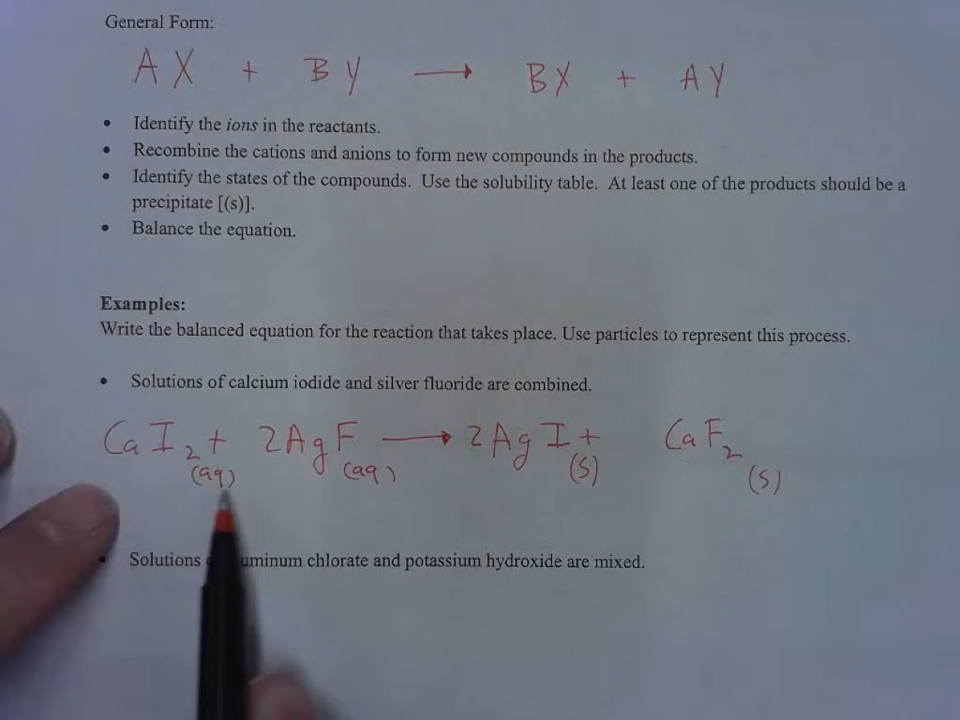 General Form:
AX + BY → BX + AY
• Identify the ions in the reactants.
• Recombine the cations and anions to form new compounds in the products.
• Identify the states of the compounds. Use the solubility table. At least one of the products should be a
precipitate [(s)].
• Balance the equation.
Examples:
Write the balanced equation for the reaction that takes place. Use particles to represent this process.
• Solutions of calcium iodide and silver fluoride are combined.
CaI₂ + 2AgF → 2AgI + CaF₂
(aq) (aq) (s) (s)
• Solutions uminum chlorate and potassium hydroxide are mixed.